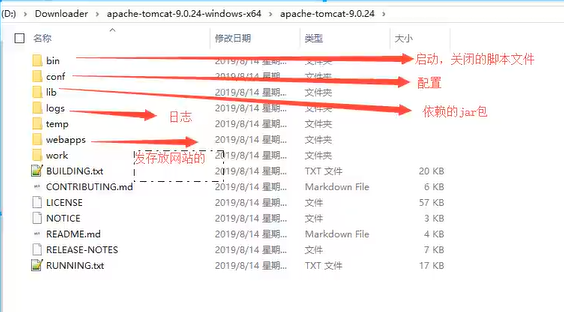 (D:) › Downloader › apache-tomcat-9.0.24-windows-x64 › apache-tomcat-9.0.24 ›
名称 修改日期 类型 大小
bin 2019/8/14 星期... 文件夹 启动，关闭的脚本文件
conf 2019/8/14 星期... 文件夹 配置
lib 2019/8/14 星期... 文件夹 依赖的jar包
logs 2019/8/14 星期... 文件夹 日志
temp 2019/8/14 星期... 文件夹
webapps 2019/8/14 星期... 文件夹
work 2019/8/14 星期... 文件夹 发存放网站的
BUILDING.txt 2019/8/14 星期... TXT 文件 20 KB
CONTRIBUTING.md 2019/8/14 星期... Markdown File 6 KB
LICENSE 2019/8/14 星期... 文件 57 KB
NOTICE 2019/8/14 星期... 文件 3 KB
README.md 2019/8/14 星期... Markdown File 4 KB
RELEASE-NOTES 2019/8/14 星期... 文件 7 KB
RUNNING.txt 2019/8/14 星期... TXT 文件 17 KB